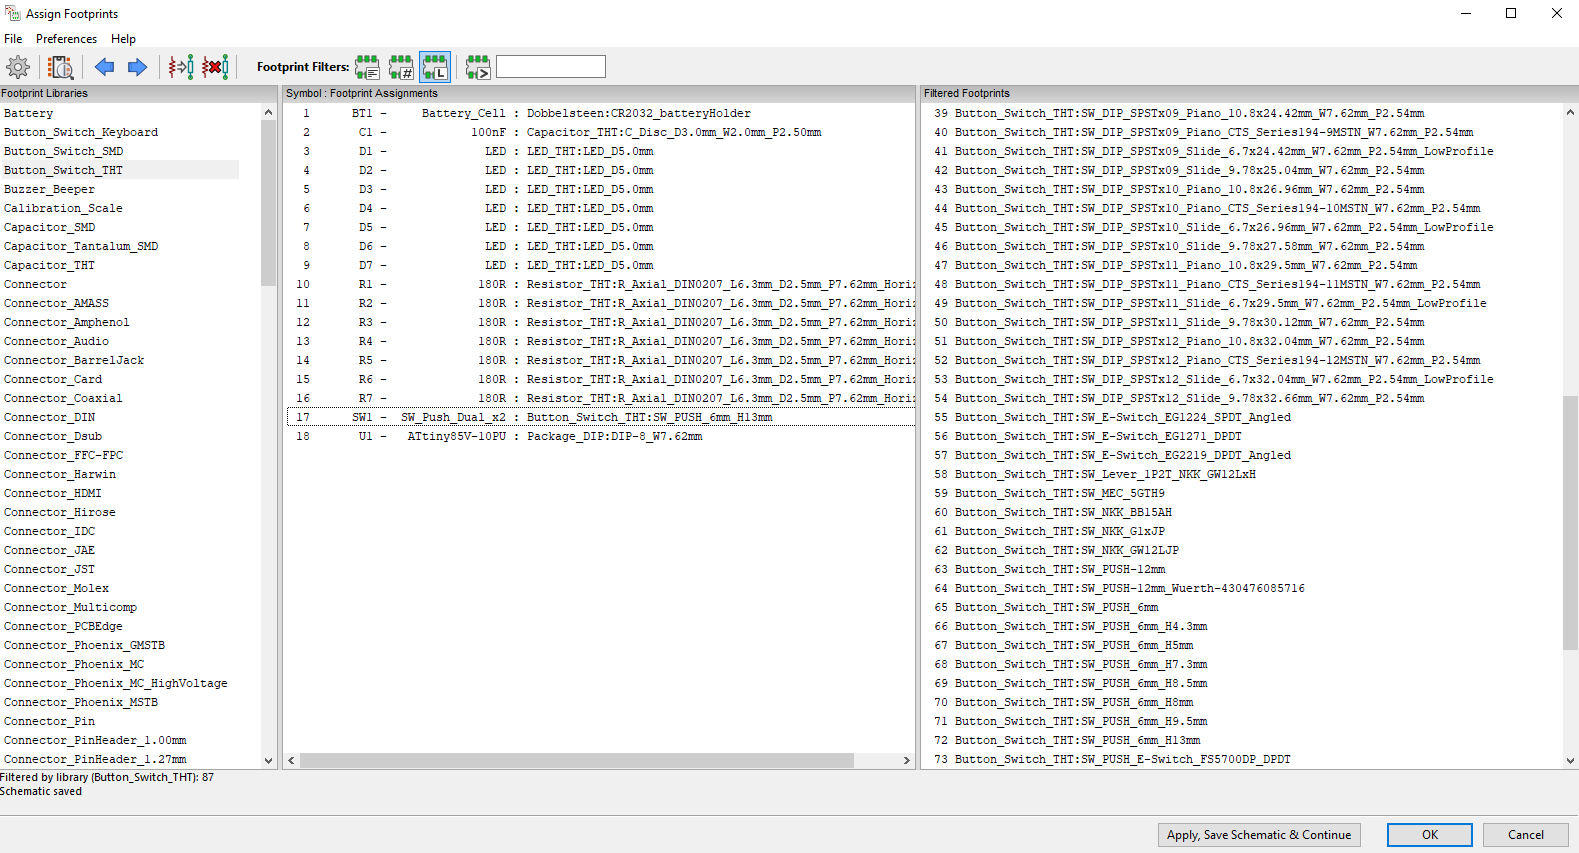 Assign Footprints
File Preferences Help
Footprint Filters:
Footprint Libraries
Battery
Button_Switch_Keyboard
Button_Switch_SMD
Button_Switch_THT
Buzzer_Beeper
Calibration_Scale
Capacitor_SMD
Capacitor_Tantalum_SMD
Capacitor_THT
Connector
Connector_AMASS
Connector_Amphenol
Connector_Audio
Connector_BarrelJack
Connector_Card
Connector_Coaxial
Connector_DIN
Connector_Dsub
Connector_FFC-FPC
Connector_Harwin
Connector_HDMI
Connector_Hirose
Connector_IDC
Connector_JAE
Connector_JST
Connector_Molex
Connector_Multicomp
Connector_PCBEdge
Connector_Phoenix_GMSTB
Connector_Phoenix_MC
Connector_Phoenix_MC_HighVoltage
Connector_Phoenix_MSTB
Connector_Pin
Connector_PinHeader_1.00mm
Connector_PinHeader_1.27mm
Symbol : Footprint Assignments
1 BT1 - Battery_Cell : Dobbelsteen:CR2032_batteryHolder
2 C1 - 100nF : Capacitor_THT:C_Disc_D3.0mm_W2.0mm_P2.50mm
3 D1 - LED : LED_THT:LED_D5.0mm
4 D2 - LED : LED_THT:LED_D5.0mm
5 D3 - LED : LED_THT:LED_D5.0mm
6 D4 - LED : LED_THT:LED_D5.0mm
7 D5 - LED : LED_THT:LED_D5.0mm
8 D6 - LED : LED_THT:LED_D5.0mm
9 D7 - LED : LED_THT:LED_D5.0mm
10 R1 - 180R : Resistor_THT:R_Axial_DIN0207_L6.3mm_D2.5mm_P7.62mm_Hori
11 R2 - 180R : Resistor_THT:R_Axial_DIN0207_L6.3mm_D2.5mm_P7.62mm_Hori
12 R3 - 180R : Resistor_THT:R_Axial_DIN0207_L6.3mm_D2.5mm_P7.62mm_Hori
13 R4 - 180R : Resistor_THT:R_Axial_DIN0207_L6.3mm_D2.5mm_P7.62mm_Hori
14 R5 - 180R : Resistor_THT:R_Axial_DIN0207_L6.3mm_D2.5mm_P7.62mm_Hori
15 R6 - 180R : Resistor_THT:R_Axial_DIN0207_L6.3mm_D2.5mm_P7.62mm_Hori
16 R7 - 180R : Resistor_THT:R_Axial_DIN0207_L6.3mm_D2.5mm_P7.62mm_Hori
17 SW1 - SW_Push_Dual_x2 : Button_Switch_THT:SW_PUSH_6mm_H13mm
18 U1 - ATtiny85V-10PU : Package_DIP:DIP-8_W7.62mm
Filtered Footprints
39 Button_Switch_THT:SW_DIP_SPSTx09_Piano_10.8x24.42mm_W7.62mm_P2.54mm
40 Button_Switch_THT:SW_DIP_SPSTx09_Piano_CTS_Series194-9MSTN_W7.62mm_P2.54mm
41 Button_Switch_THT:SW_DIP_SPSTx09_Slide_6.7x24.42mm_W7.62mm_P2.54mm_LowProfile
42 Button_Switch_THT:SW_DIP_SPSTx09_Slide_9.78x25.04mm_W7.62mm_P2.54mm
43 Button_Switch_THT:SW_DIP_SPSTx10_Piano_10.8x26.96mm_W7.62mm_P2.54mm
44 Button_Switch_THT:SW_DIP_SPSTx10_Piano_CTS_Series194-10MSTN_W7.62mm_P2.54mm
45 Button_Switch_THT:SW_DIP_SPSTx10_Slide_6.7x26.96mm_W7.62mm_P2.54mm_LowProfile
46 Button_Switch_THT:SW_DIP_SPSTx10_Slide_9.78x27.58mm_W7.62mm_P2.54mm
47 Button_Switch_THT:SW_DIP_SPSTx11_Piano_10.8x29.5mm_W7.62mm_P2.54mm
48 Button_Switch_THT:SW_DIP_SPSTx11_Piano_CTS_Series194-11MSTN_W7.62mm_P2.54mm
49 Button_Switch_THT:SW_DIP_SPSTx11_Slide_6.7x29.5mm_W7.62mm_P2.54mm_LowProfile
50 Button_Switch_THT:SW_DIP_SPSTx11_Slide_9.78x30.12mm_W7.62mm_P2.54mm
51 Button_Switch_THT:SW_DIP_SPSTx12_Piano_10.8x32.04mm_W7.62mm_P2.54mm
52 Button_Switch_THT:SW_DIP_SPSTx12_Piano_CTS_Series194-12MSTN_W7.62mm_P2.54mm
53 Button_Switch_THT:SW_DIP_SPSTx12_Slide_6.7x32.04mm_W7.62mm_P2.54mm_LowProfile
54 Button_Switch_THT:SW_DIP_SPSTx12_Slide_9.78x32.66mm_W7.62mm_P2.54mm
55 Button_Switch_THT:SW_E-Switch_EG1224_SPDT_Angled
56 Button_Switch_THT:SW_E-Switch_EG1271_DPDT
57 Button_Switch_THT:SW_E-Switch_EG2219_DPDT_Angled
58 Button_Switch_THT:SW_Lever_1P2T_NKK_GW12LxH
59 Button_Switch_THT:SW_MEC_5GTH9
60 Button_Switch_THT:SW_NKK_BB15AH
61 Button_Switch_THT:SW_NKK_G1xJP
62 Button_Switch_THT:SW_NKK_GW12LJP
63 Button_Switch_THT:SW_PUSH-12mm
64 Button_Switch_THT:SW_PUSH-12mm_Wuerth-430476085716
65 Button_Switch_THT:SW_PUSH_6mm
66 Button_Switch_THT:SW_PUSH_6mm_H4.3mm
67 Button_Switch_THT:SW_PUSH_6mm_H5mm
68 Button_Switch_THT:SW_PUSH_6mm_H7.3mm
69 Button_Switch_THT:SW_PUSH_6mm_H8.5mm
70 Button_Switch_THT:SW_PUSH_6mm_H8mm
71 Button_Switch_THT:SW_PUSH_6mm_H9.5mm
72 Button_Switch_THT:SW_PUSH_6mm_H13mm
73 Button_Switch_THT:SW_PUSH_E-Switch_FS5700DP_DPDT
Filtered by library (Button_Switch_THT): 87
Schematic saved
Apply, Save Schematic & Continue OK Cancel